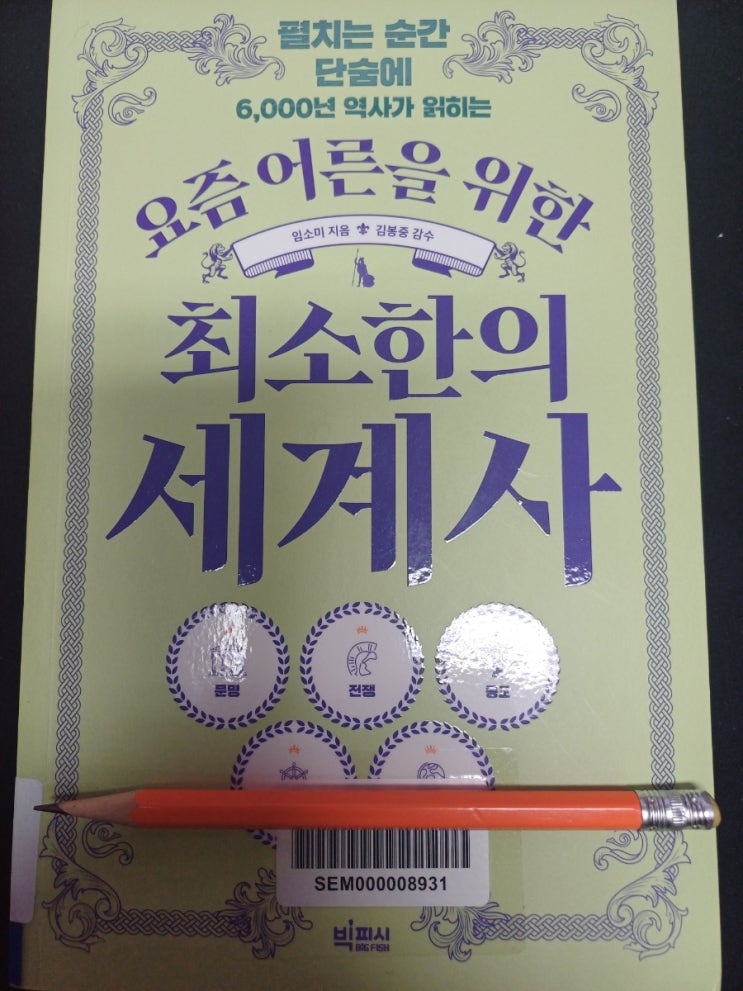 펼치는 순간
단숨에
6,000년 역사가 읽히는
요즘 어른을 위한
임소미 지음 김봉중 감수
최소한의
세계사
문명
전쟁
종교
SEM000008931
빅피시
BIG FISH